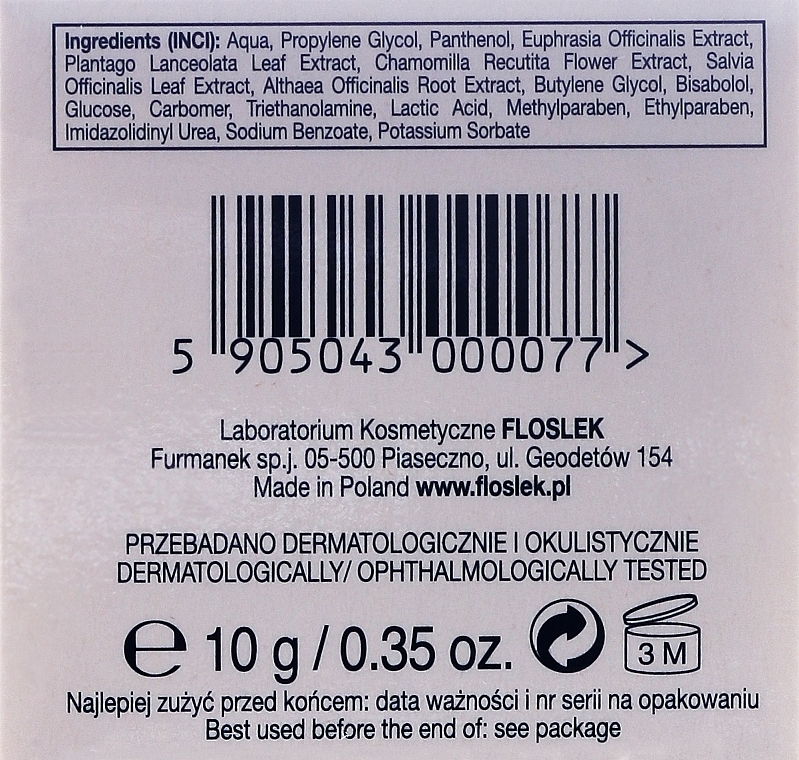 Ingredients (INCI): Aqua, Propylene Glycol, Panthenol, Euphrasia Officinalis Extract,
Plantago Lanceolata Leaf Extract, Chamomilla Recutita Flower Extract, Salvia
Officinalis Leaf Extract, Althaea Officinalis Root Extract, Butylene Glycol, Bisabolol,
Glucose, Carbomer, Triethanolamine, Lactic Acid, Methylparaben, Ethylparaben,
Imidazolidinyl Urea, Sodium Benzoate, Potassium Sorbate
5 905043 000077 >
Laboratorium Kosmetyczne FLOSLEK
Furmanek sp.j. 05-500 Piaseczno, ul. Geodetów 154
Made in Poland www.floslek.pl
PRZEBADANO DERMATOLOGICZNIE I OKULISTYCZNIE
DERMATOLOGICALLY/ OPHTHALMOLOGICALLY TESTED
℮ 10 g / 0.35 oz. 3 M
Najlepiej zużyć przed końcem: data ważności i nr serii na opakowaniu
Best used before the end of: see package